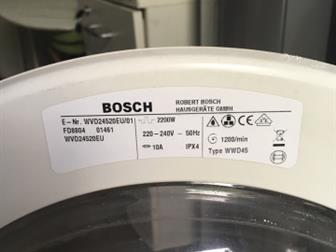 BOSCH
ROBERT BOSCH
HAUSGERÄTE GMBH
E-Nr. WVD24520EU/01
FD8804 01461
WVD24520EU
2200W
220-240V~ 50Hz
10A IPX4
1200/min
Type WWD45